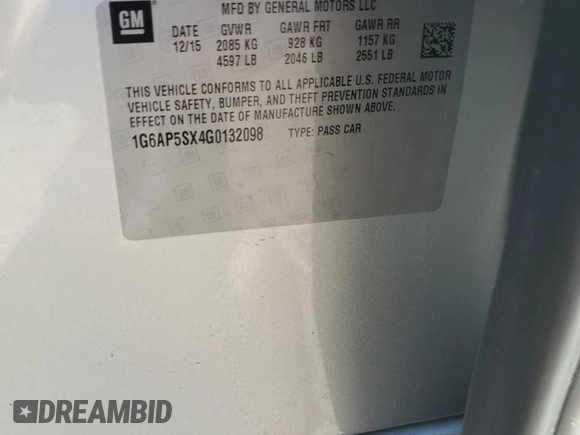 GM
MFD BY GENERAL MOTORS LLC
DATE GVWR GAWR FRT GAWR RR
12/15 2085 KG 928 KG 1157 KG
4597 LB 2046 LB 2551 LB
THIS VEHICLE CONFORMS TO ALL APPLICABLE U.S. FEDERAL MOTOR
VEHICLE SAFETY, BUMPER, AND THEFT PREVENTION STANDARDS IN
EFFECT ON THE DATE OF MANUFACTURE SHOWN ABOVE.
1G6AP5SX4G0132098 TYPE: PASS CAR
DREAMBID